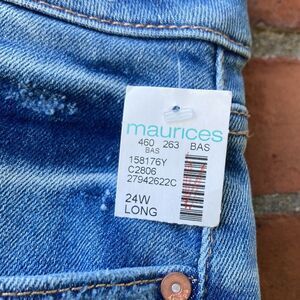 maurices
460 263 BAS
BAS
158176Y
C2806
27942622C
24W
LONG